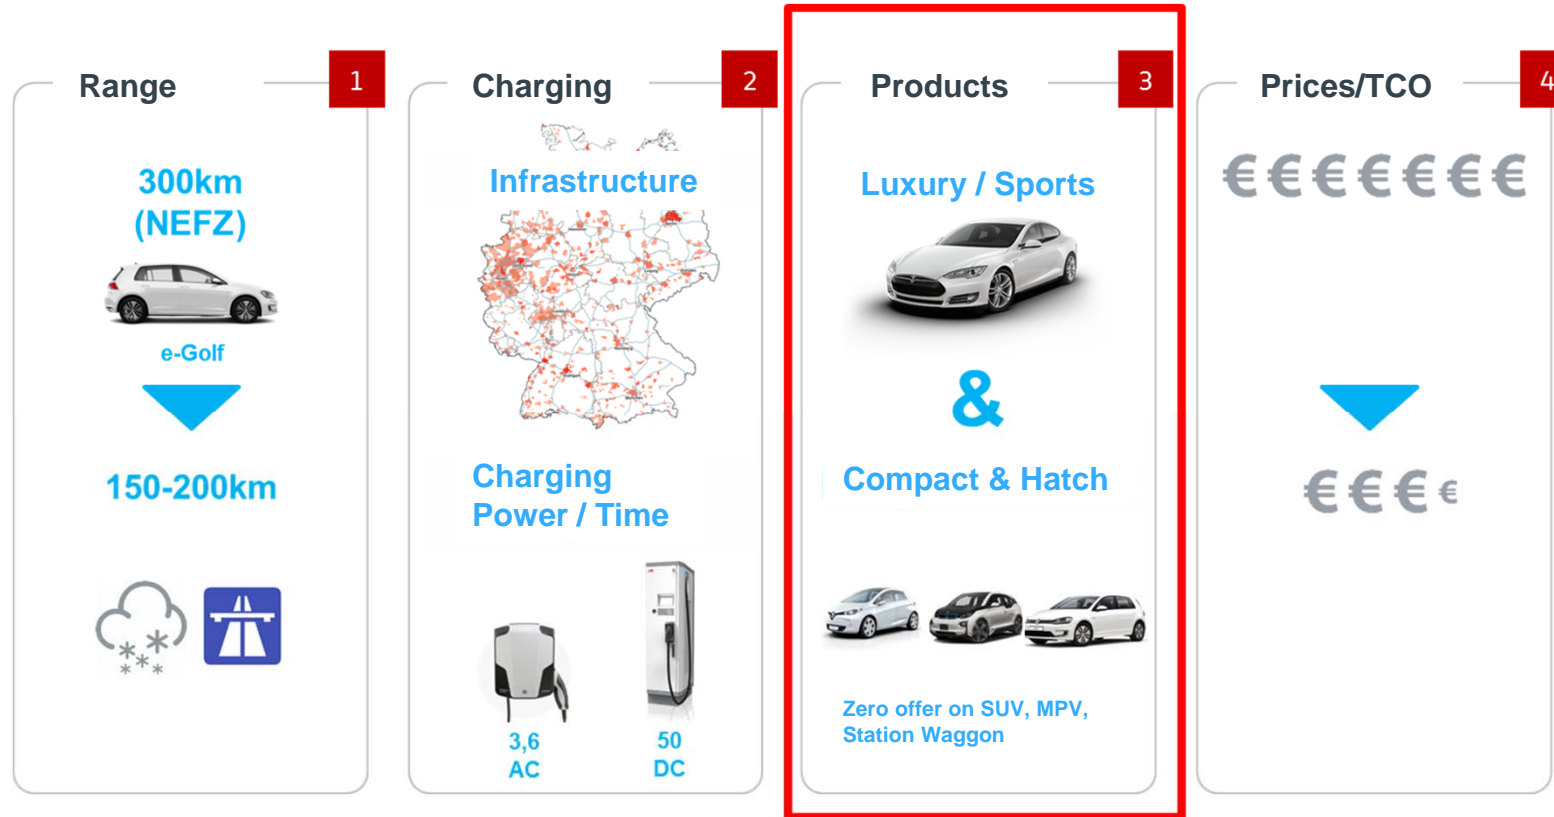 Range
1
300km
(NEFZ)
e-Golf
150-200km
Charging
2
Infrastructure
Charging
Power / Time
3,6
AC
50
DC
Products
3
Luxury / Sports
&
Compact & Hatch
Zero offer on SUV, MPV,
Station Waggon
Prices/TCO
4
€€€€€€€
€€€€